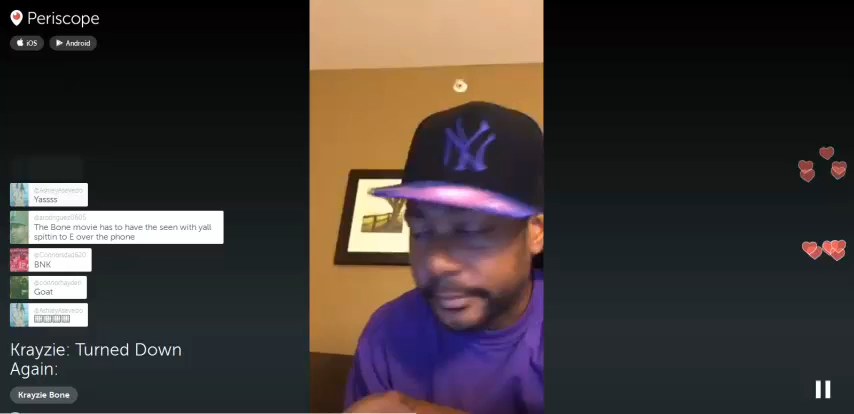 Periscope
iOS
Android
Yassss
The Bone movie has to have the seen with yall
spittin to E over the phone
BNK
Goat
NY
Krayzie: Turned Down
Again:
Krayzie Bone